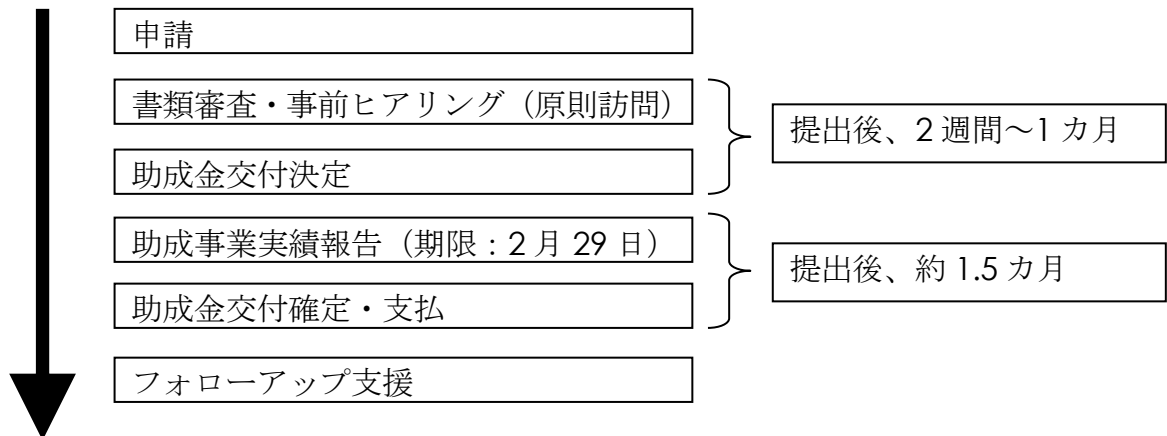 申請
書類審査・事前ヒアリング（原則訪問）
助成金交付決定
提出後、2 週間～1 カ月
助成事業実績報告（期限：2 月 29 日）
助成金交付確定・支払
提出後、約 1.5 カ月
フォローアップ支援